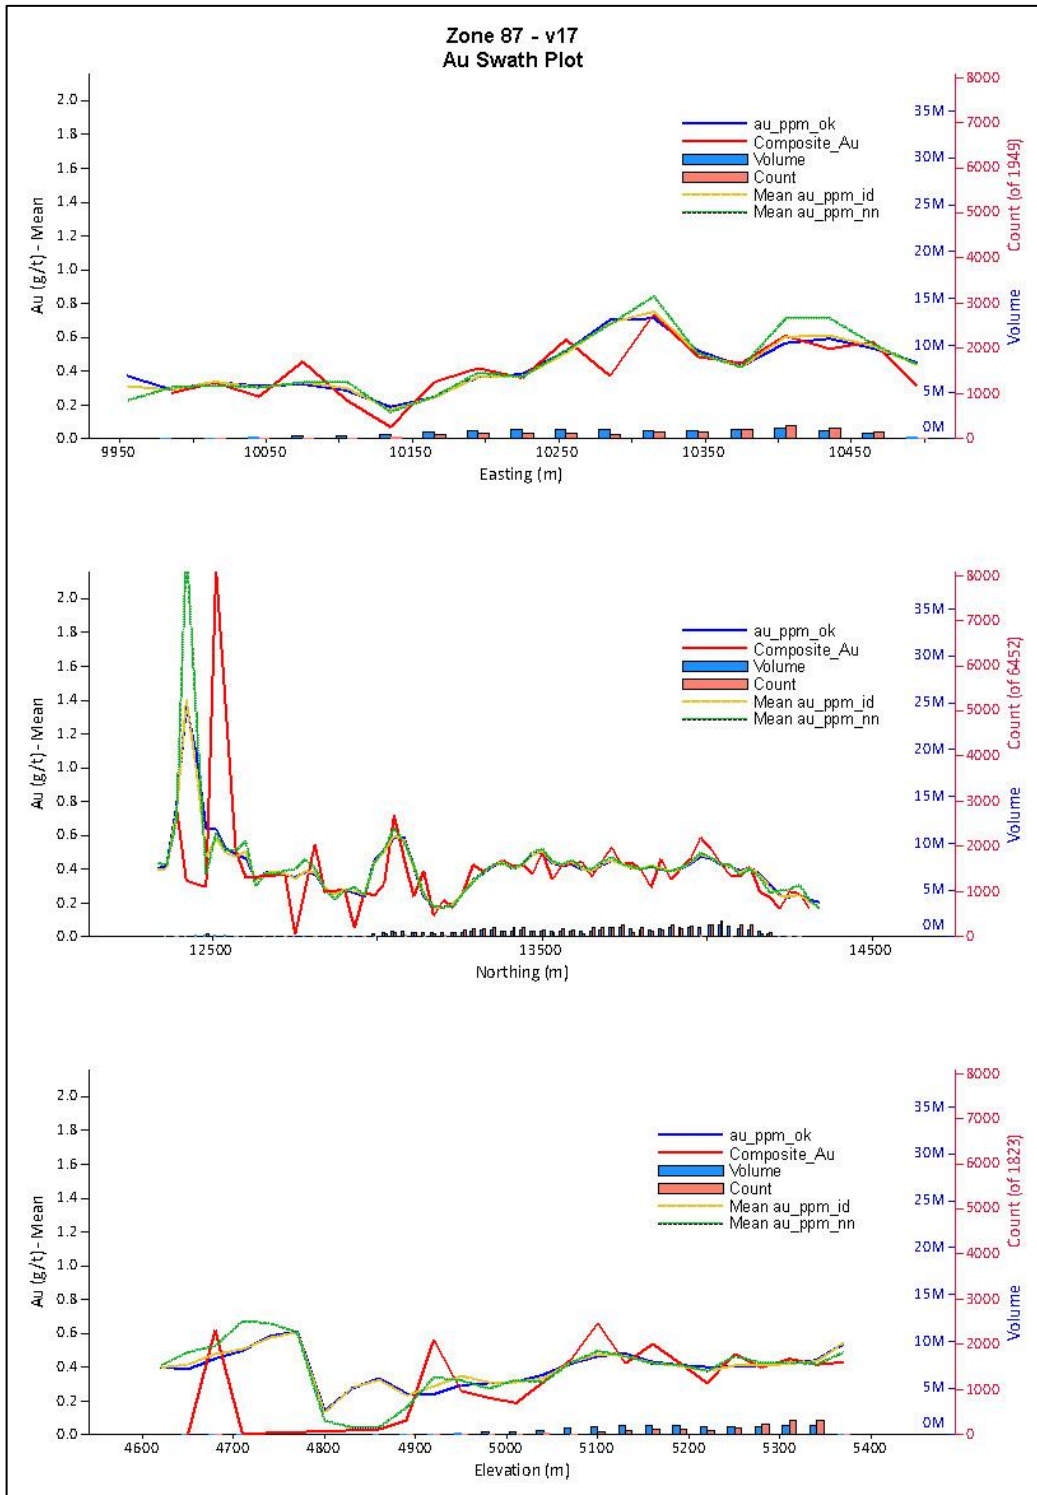 Zone 87 - v17
Au Swath Plot
Au (g/t) - Mean
2.0
1.8
1.6
1.4
1.2
1.0
0.8
0.6
0.4
0.2
0.0
9950
10050
10150
10250
10350
10450
Easting (m)
au_ppm_ok
Composite_Au
Volume
Count
Mean au_ppm_id
Mean au_ppm_nn
35M
30M
25M
20M
15M
10M
5M
0M
Volume
8000
7000
6000
5000
4000
3000
2000
1000
0
Count (of 1949)
Au (g/t) - Mean
2.0
1.8
1.6
1.4
1.2
1.0
0.8
0.6
0.4
0.2
0.0
12500
13500
14500
Northing (m)
au_ppm_ok
Composite_Au
Volume
Count
Mean au_ppm_id
Mean au_ppm_nn
35M
30M
25M
20M
15M
10M
5M
0M
Volume
8000
7000
6000
5000
4000
3000
2000
1000
0
Count (of 6452)
Au (g/t) - Mean
2.0
1.8
1.6
1.4
1.2
1.0
0.8
0.6
0.4
0.2
0.0
4600
4700
4800
4900
5000
5100
5200
5300
5400
Elevation (m)
au_ppm_ok
Composite_Au
Volume
Count
Mean au_ppm_id
Mean au_ppm_nn
35M
30M
25M
20M
15M
10M
5M
0M
Volume
8000
7000
6000
5000
4000
3000
2000
1000
0
Count (of 1823)